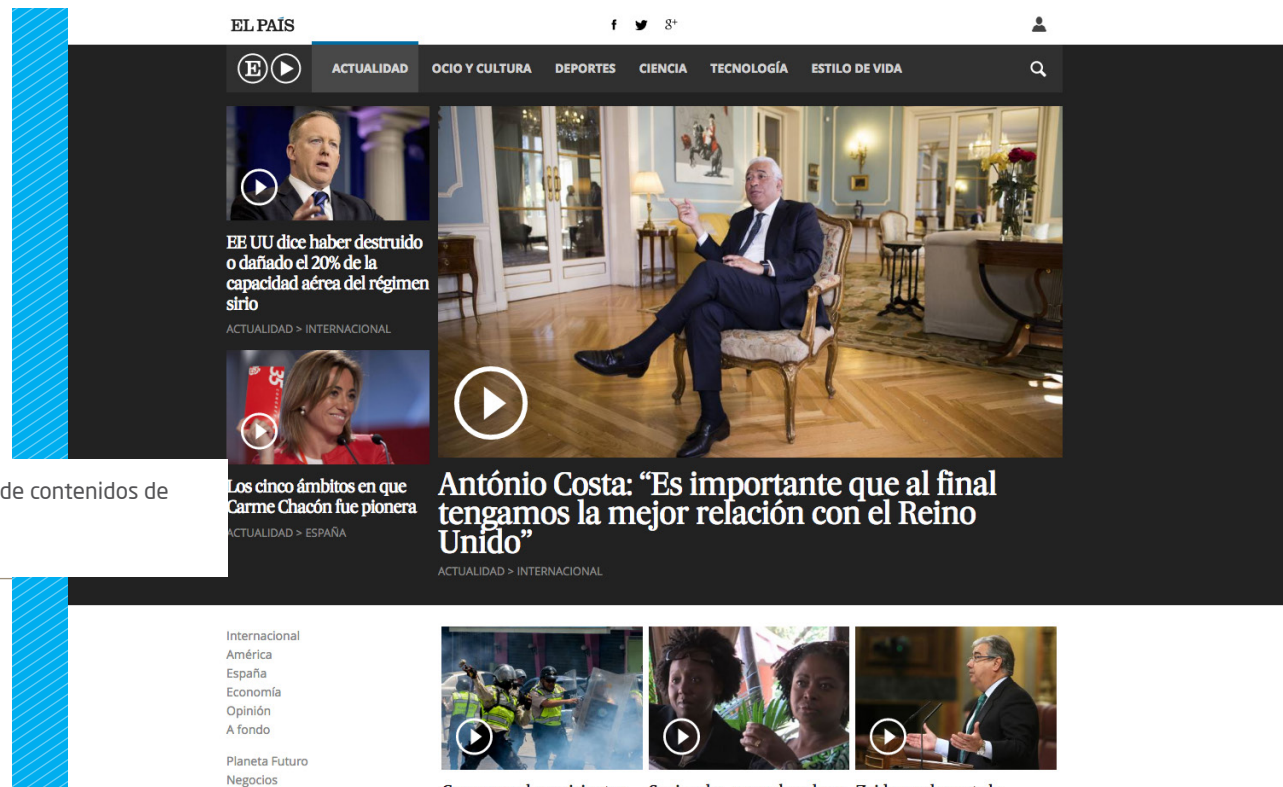 EL PAÍS
f
8+
E
ACTUALIDAD OCIO Y CULTURA DEPORTES CIENCIA TECNOLOGÍA ESTILO DE VIDA
EE UU dice haber destruido
o dañado el 20% de la
capacidad aérea del régimen
sirio
ACTUALIDAD > INTERNACIONAL
35
Los cinco ámbitos en que
Carme Chacón fue pionera
ACTUALIDAD > ESPAÑA
de contenidos de
António Costa: “Es importante que al final
tengamos la mejor relación con el Reino
Unido”
ACTUALIDAD > INTERNACIONAL
Internacional
América
España
Economía
Opinión
A fondo
Planeta Futuro
Negocios